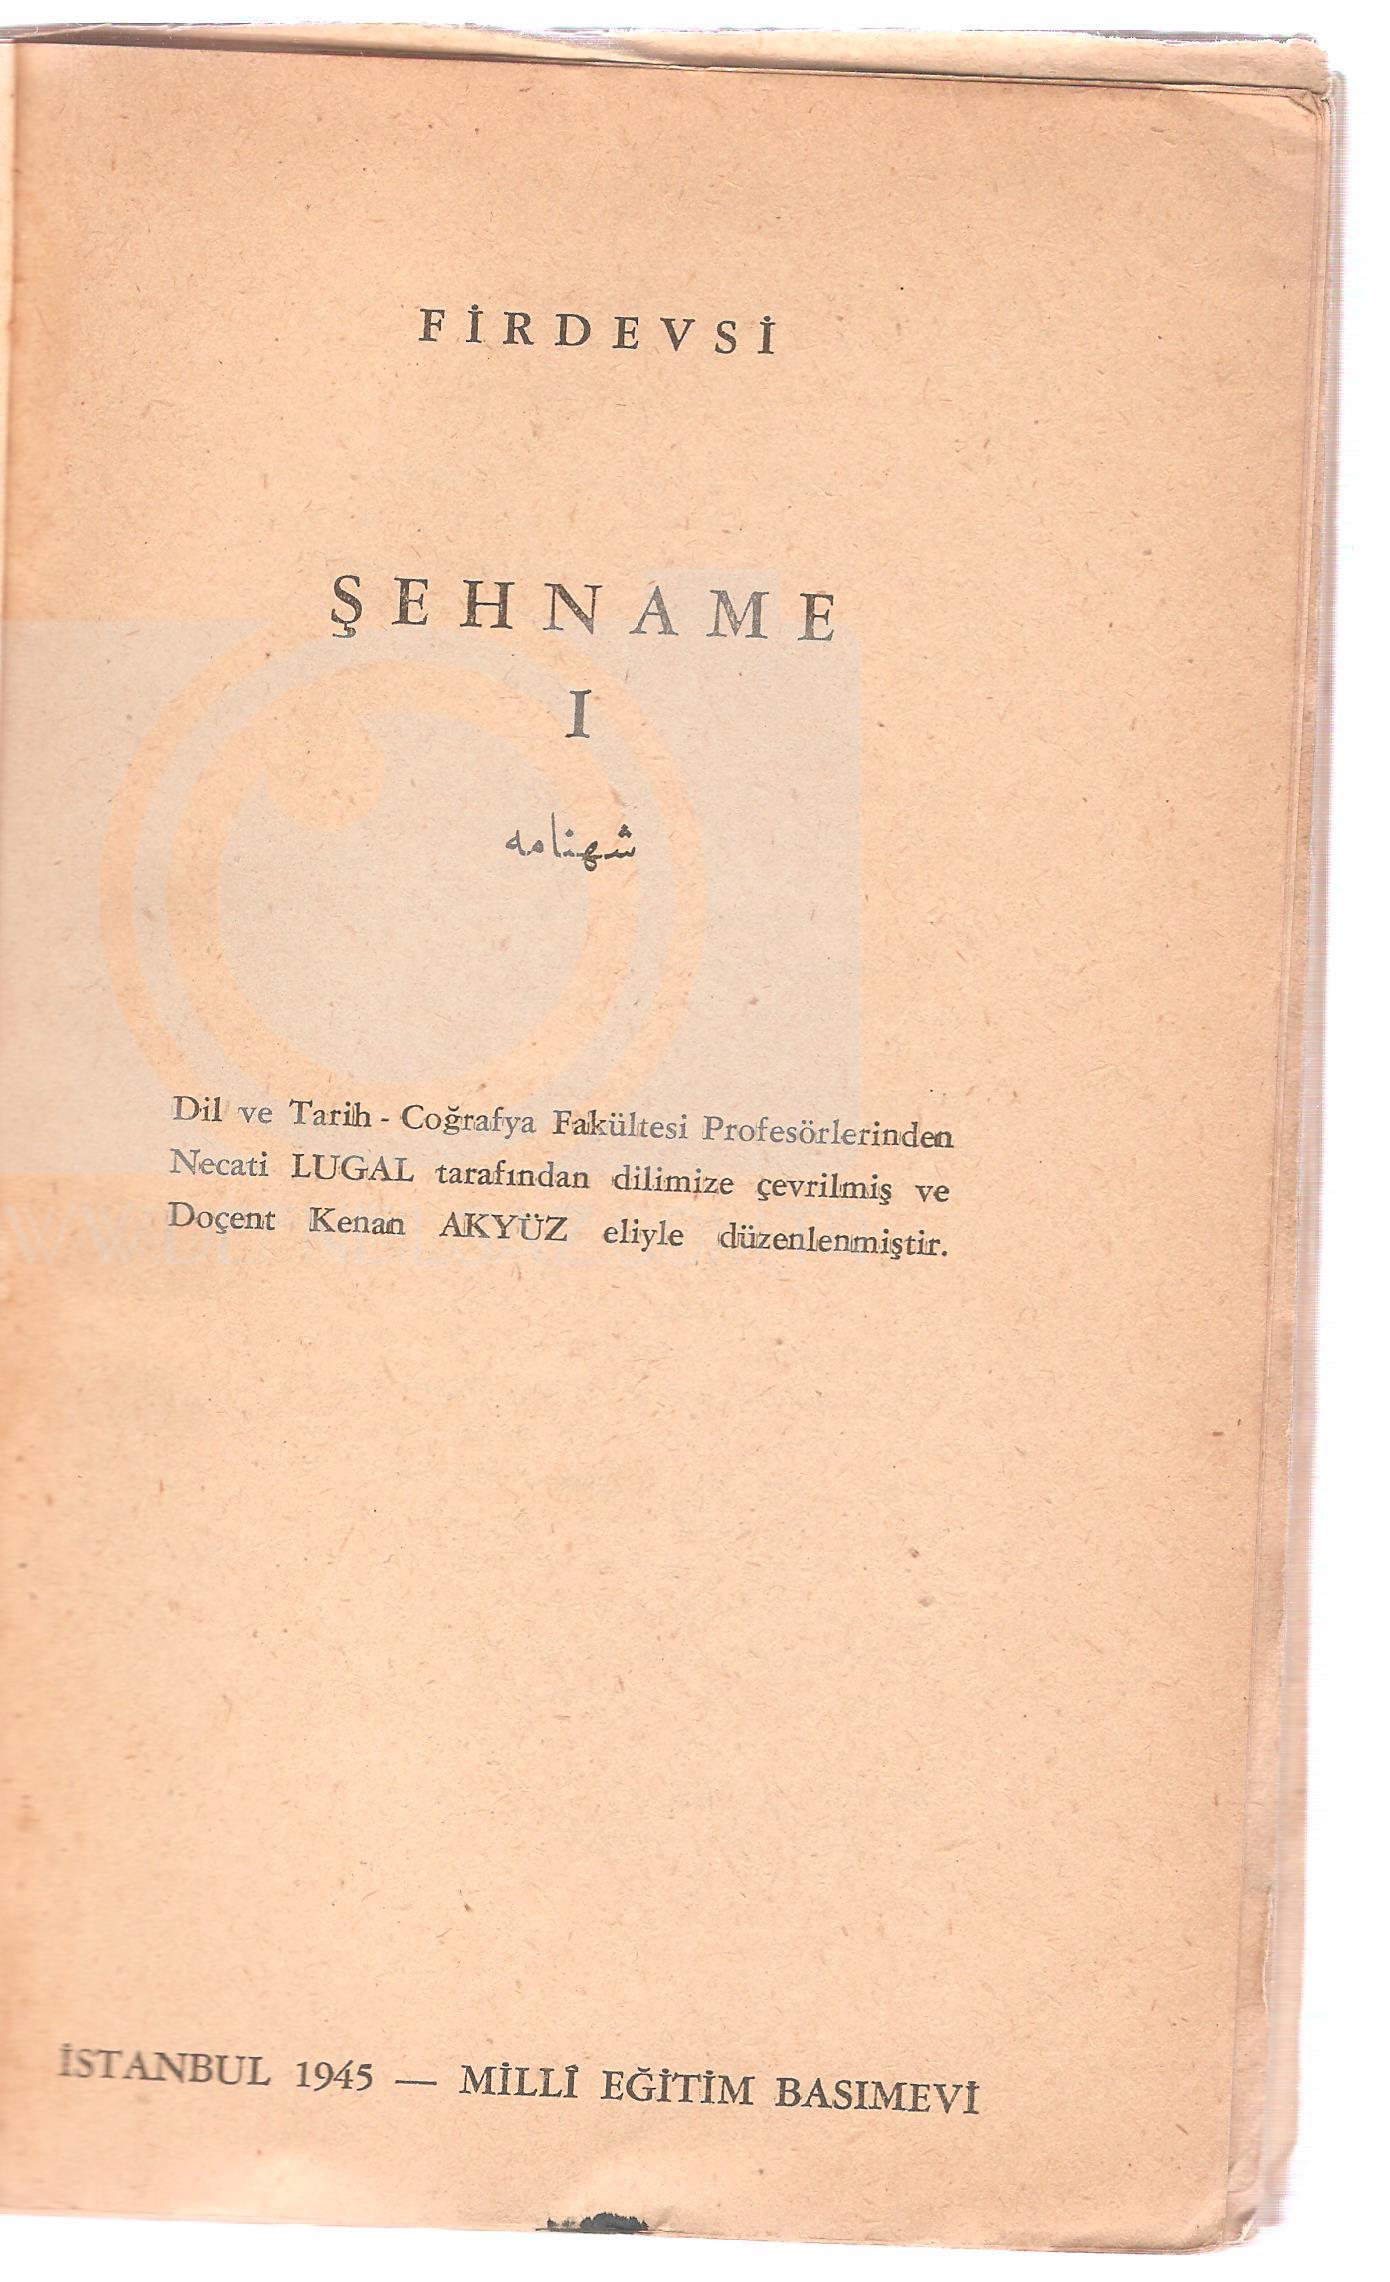 FİRDEVSİ
ŞEHNAME
I
شهنامه
Dil ve Tarih - Coğrafya Fakültesi Profesörlerinden
Necati LUGAL tarafından dilimize çevrilmiş ve
Doçent Kenan AKYÜZ eliyle düzenlenmiştir.
İSTANBUL 1945 — MİLLÎ EĞİTİM BASIMEVİ